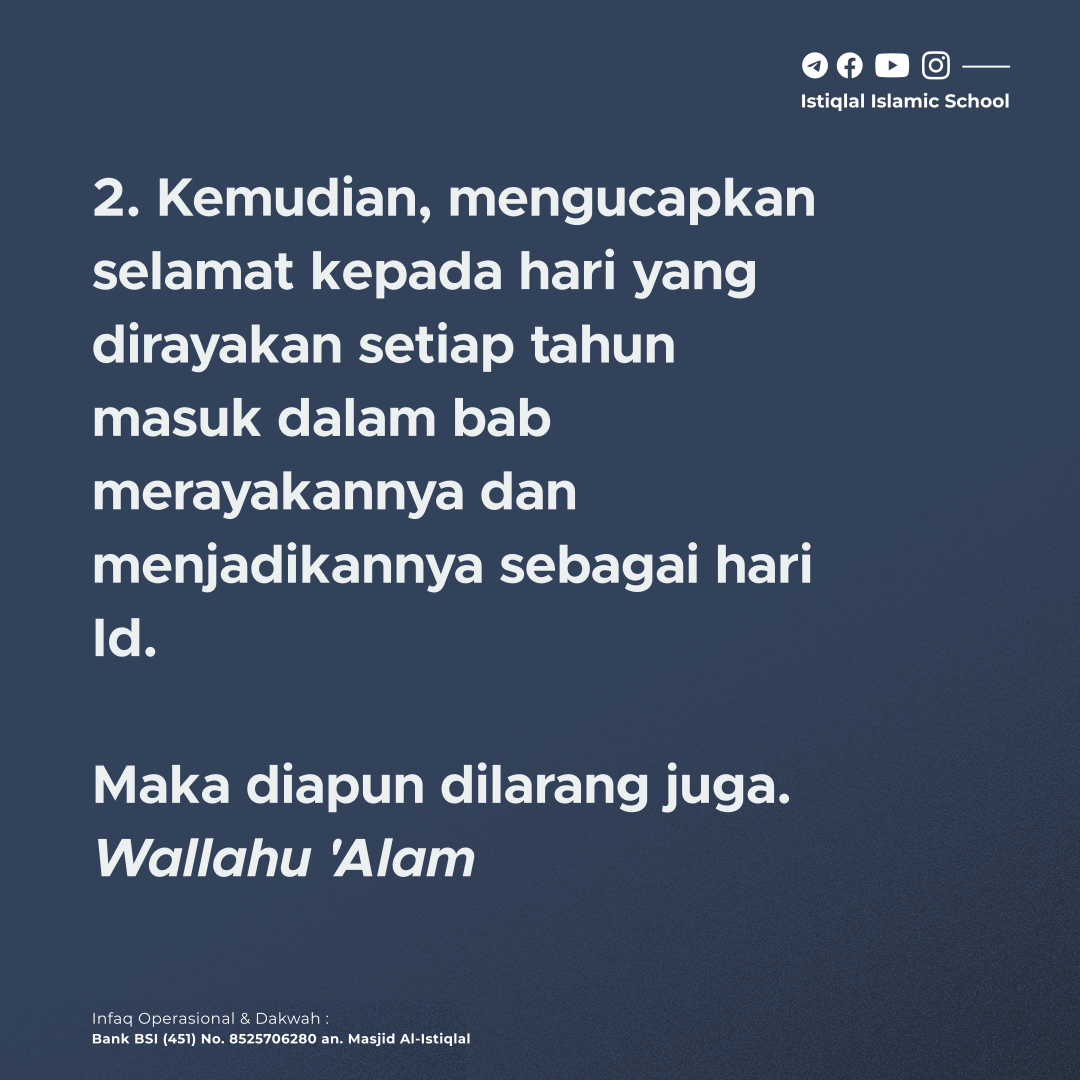 Istiqlal Islamic School
2. Kemudian, mengucapkan
selamat kepada hari yang
dirayakan setiap tahun
masuk dalam bab
merayakannya dan
menjadikannya sebagai hari
Id.
Maka diapun dilarang juga.
Wallahu 'Alam
Infaq Operasional & Dakwah :
Bank BSI (451) No. 8525706280 an. Masjid Al-Istiqlal